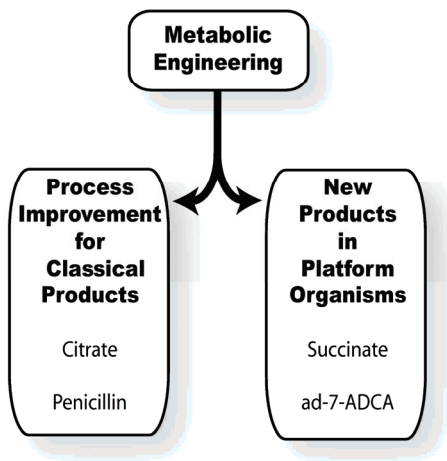 Metabolic
Engineering
Process
Improvement
for
Classical
Products
Citrate
Penicillin
New
Products
in
Platform
Organisms
Succinate
ad-7-ADCA